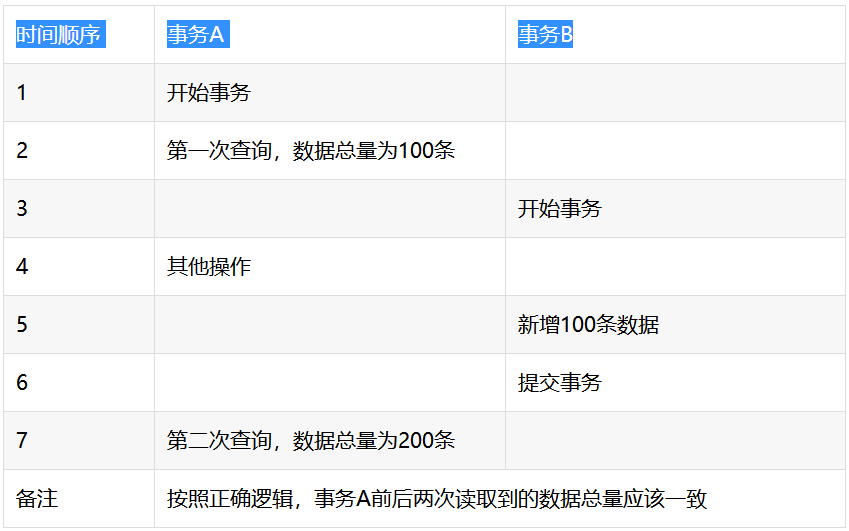 时间顺序 事务A 事务B
1 开始事务
2 第一次查询，数据总量为100条
3 开始事务
4 其他操作
5 新增100条数据
6 提交事务
7 第二次查询，数据总量为200条
备注 按照正确逻辑，事务A前后两次读取到的数据总量应该一致